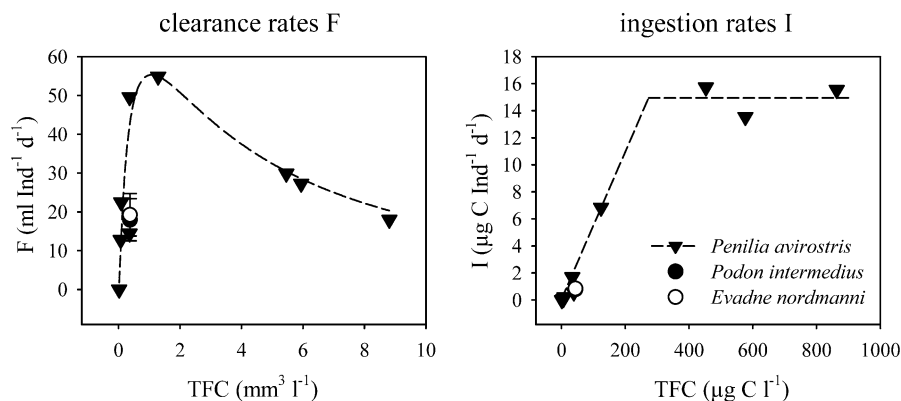 clearance rates F
F (ml Ind⁻¹ d⁻¹)
60
50
40
30
20
10
0
0 2 4 6 8 10
TFC (mm³ l⁻¹)
ingestion rates I
I (µg C Ind⁻¹ d⁻¹)
18
16
14
12
10
8
6
4
2
0
Penilia avirostris
Podon intermedius
Evadne nordmanni
0 200 400 600 800 1000
TFC (µg C l⁻¹)